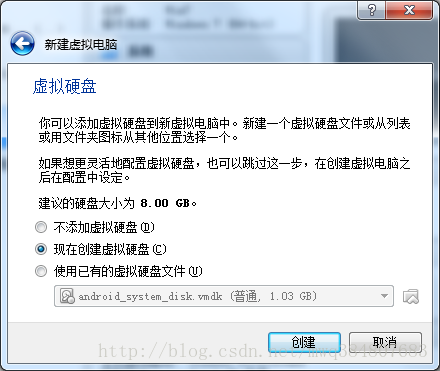 新建虚拟电脑
虚拟硬盘
你可以添加虚拟硬盘到新虚拟电脑中。新建一个虚拟硬盘文件或从列表
或用文件夹图标从其他位置选择一个。
如果想更灵活地配置虚拟硬盘，也可以跳过这一步，在创建虚拟电脑之
后在配置中设定。
建议的硬盘大小为 8.00 GB。
不添加虚拟硬盘(D)
现在创建虚拟硬盘(C)
使用已有的虚拟硬盘文件(U)
android_system_disk.vmdk (普通, 1.03 GB)
创建 取消